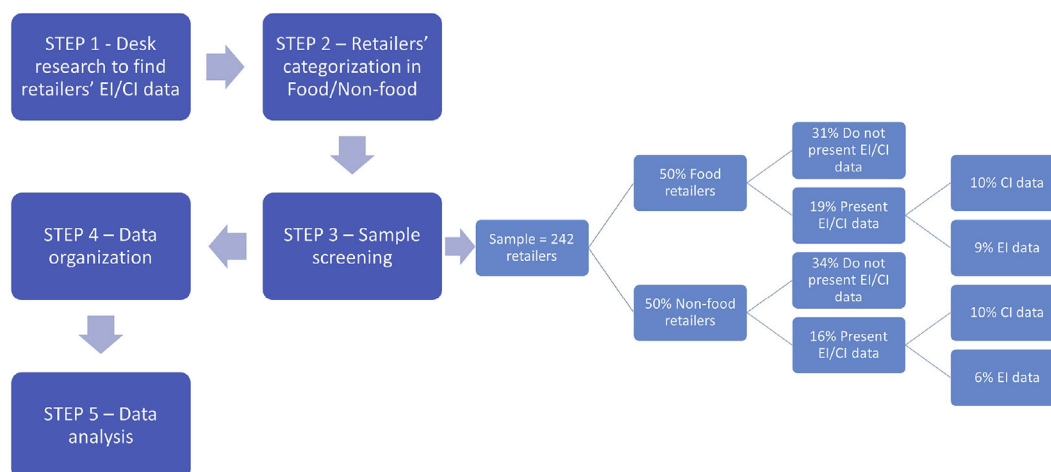 STEP 1 - Desk
research to find
retailers' EI/CI data
STEP 2 – Retailers'
categorization in
Food/Non-food
STEP 3 – Sample
screening
STEP 4 – Data
organization
STEP 5 – Data
analysis
Sample = 242
retailers
50% Food
retailers
31% Do not
present EI/CI
data
19% Present
EI/CI data
10% CI data
9% EI data
50% Non-food
retailers
34% Do not
present EI/CI
data
16% Present
EI/CI data
10% CI data
6% EI data